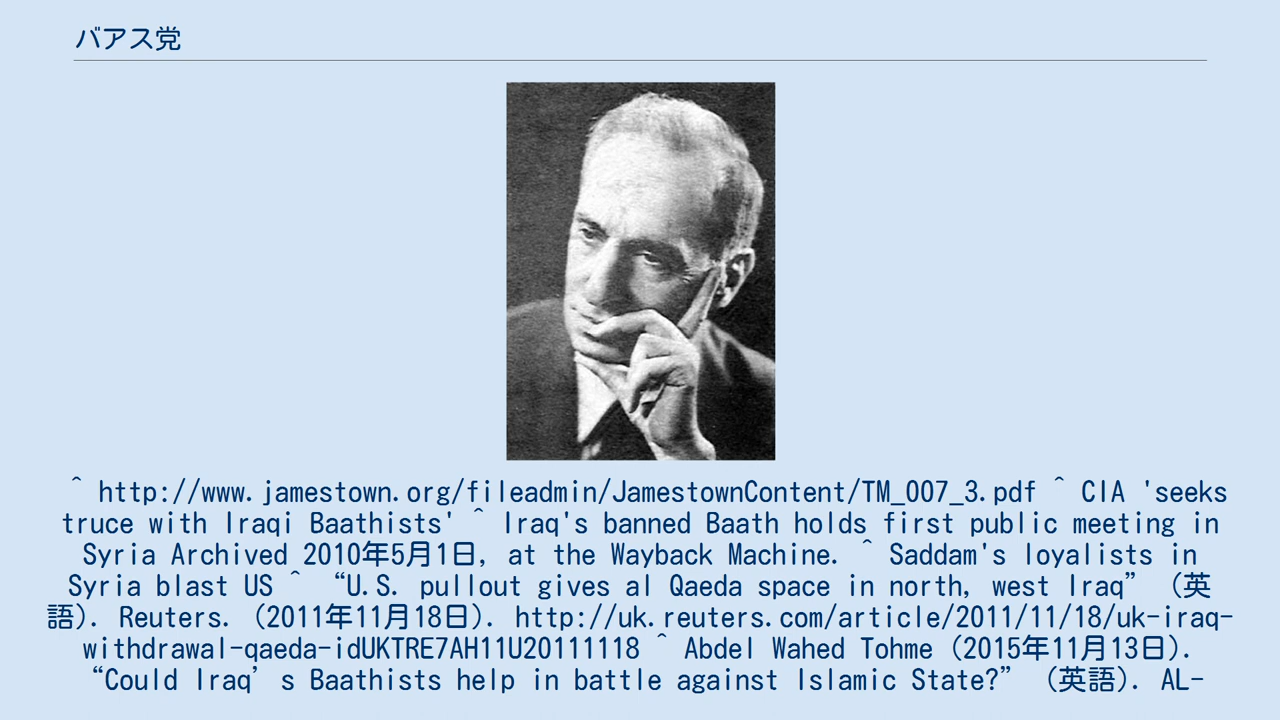 バアス党
^ http://www.jamestown.org/fileadmin/JamestownContent/TM_007_3.pdf ^ CIA 'seeks
truce with Iraqi Baathists' ^ Iraq's banned Baath holds first public meeting in
Syria Archived 2010年5月1日, at the Wayback Machine. ^ Saddam's loyalists in
Syria blast US ^ “U.S. pullout gives al Qaeda space in north, west Iraq” (英
語). Reuters. (2011年11月18日). http://uk.reuters.com/article/2011/11/18/uk-iraq-
withdrawal-qaeda-idUKTRE7AH11U20111118 ^ Abdel Wahed Tohme (2015年11月13日).
“Could Iraq’s Baathists help in battle against Islamic State?” (英語). AL-